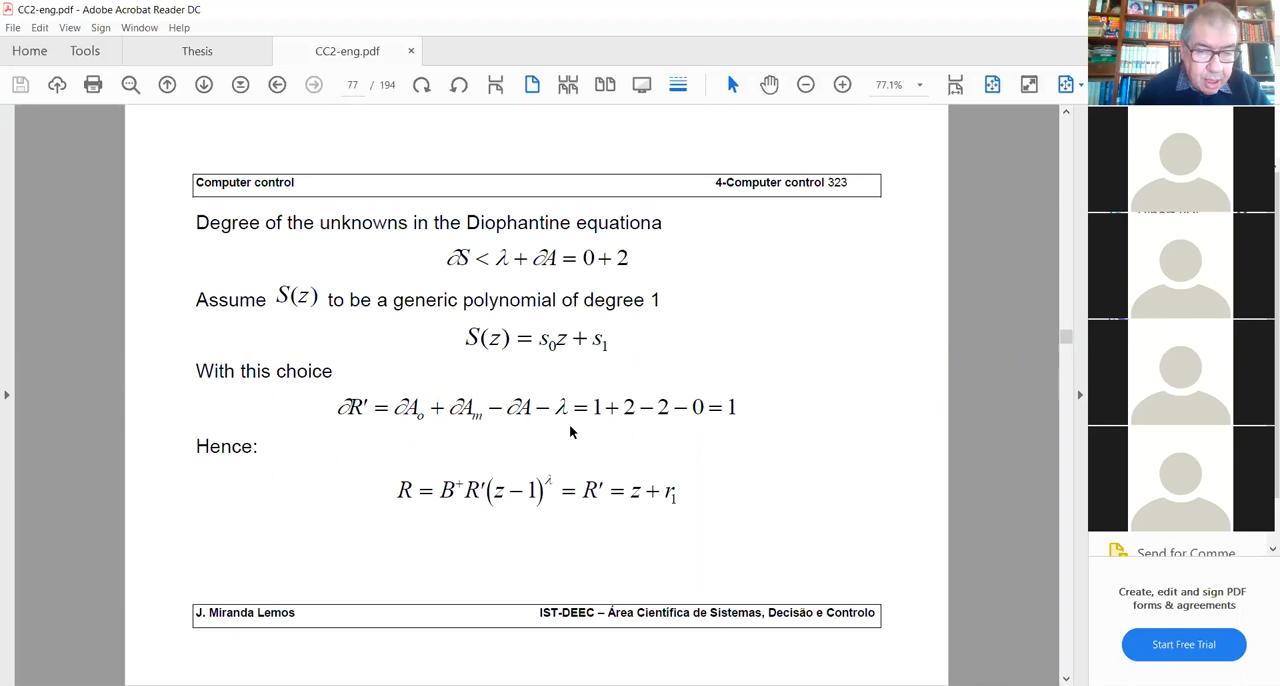 CC2-eng.pdf - Adobe Acrobat Reader DC
File Edit View Sign Window Help
Home Tools Thesis CC2-eng.pdf ×
77 / 194 77.1%
Computer control 4-Computer control 323
Degree of the unknowns in the Diophantine equationa
∂S < λ + ∂A = 0 + 2
Assume S(z) to be a generic polynomial of degree 1
S(z) = s₀z + s₁
With this choice
∂R′ = ∂Aₒ + ∂Aₘ − ∂A − λ = 1 + 2 − 2 − 0 = 1
Hence:
R = B⁺R′(z − 1)^λ = R′ = z + r₁
J. Miranda Lemos IST-DEEC – Área Científica de Sistemas, Decisão e Controlo
Send for Comme
Create, edit and sign PDF
forms & agreements
Start Free Trial